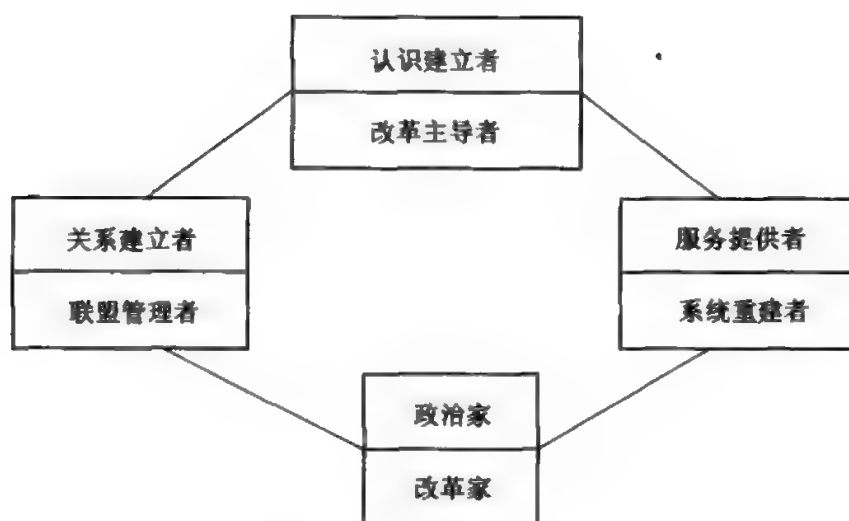 认识建立者
改革主导者
关系建立者
联盟管理者
服务提供者
系统重建者
政治家
改革家